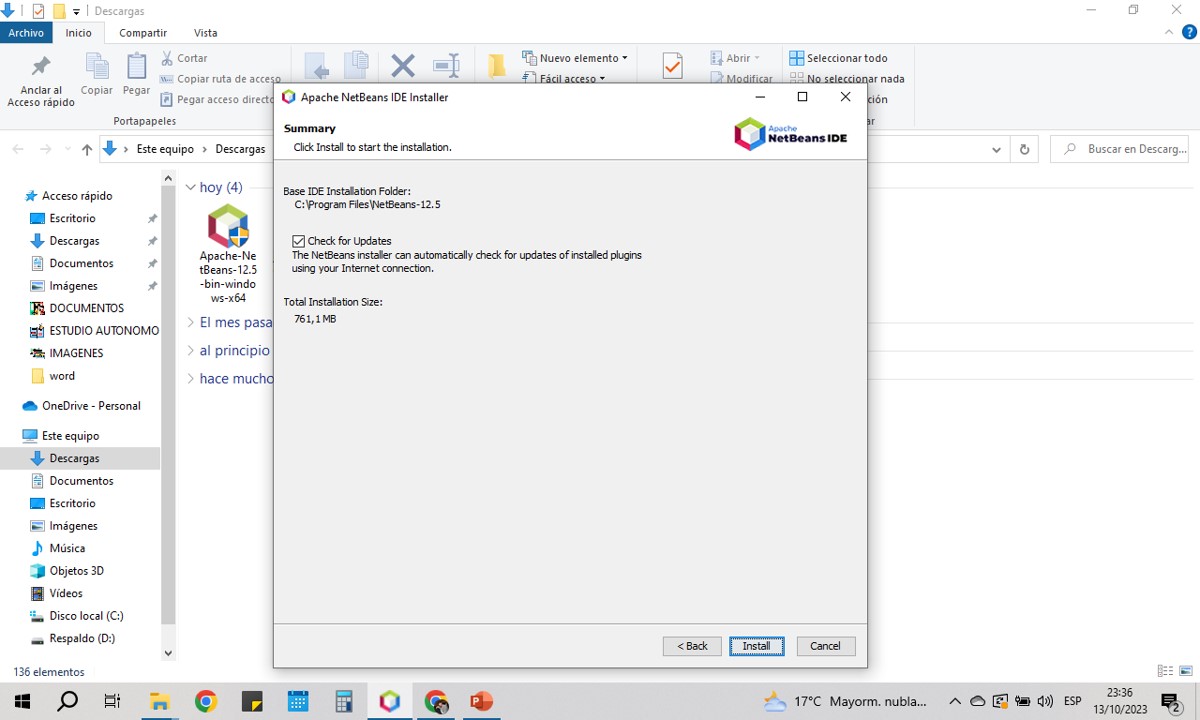 Descargas
Archivo
Inicio
Compartir
Vista
Anclar al
Acceso rápido
Copiar
Pegar
Cortar
Copiar ruta de acceso
Pegar acceso directo
Portapapeles
Nuevo elemento
Fácil acceso
Abrir
Modificar
Seleccionar todo
No seleccionar nada
Este equipo
Descargas
Buscar en Descarg...
Acceso rápido
Escritorio
Descargas
Documentos
Imágenes
DOCUMENTOS
ESTUDIO AUTONOMO
IMAGENES
word
OneDrive - Personal
Este equipo
Descargas
Documentos
Escritorio
Imágenes
Música
Objetos 3D
Vídeos
Disco local (C:)
Respaldo (D:)
136 elementos
hoy (4)
Apache-Ne
tBeans-12.5
-bin-windo
ws-x64
El mes pasa
al principio
hace mucho
Apache NetBeans IDE Installer
Summary
Click Install to start the installation.
Apache
NetBeans IDE
Base IDE Installation Folder:
C:\Program Files\NetBeans-12.5
Check for Updates
The NetBeans installer can automatically check for updates of installed plugins
using your Internet connection.
Total Installation Size:
761,1 MB
< Back
Install
Cancel
17°C Mayorm. nubla...
ESP
23:36
13/10/2023
2